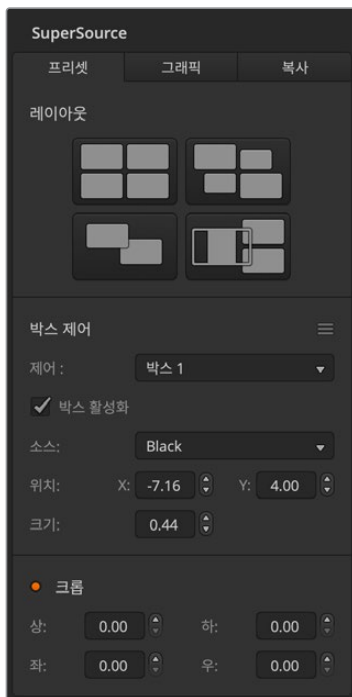 SuperSource
프리셋 그래픽 복사
레이아웃
박스 제어
제어 : 박스 1
박스 활성화
소스: Black
위치: X: -7.16 Y: 4.00
크기: 0.44
크롭
상: 0.00 하: 0.00
좌: 0.00 우: 0.00